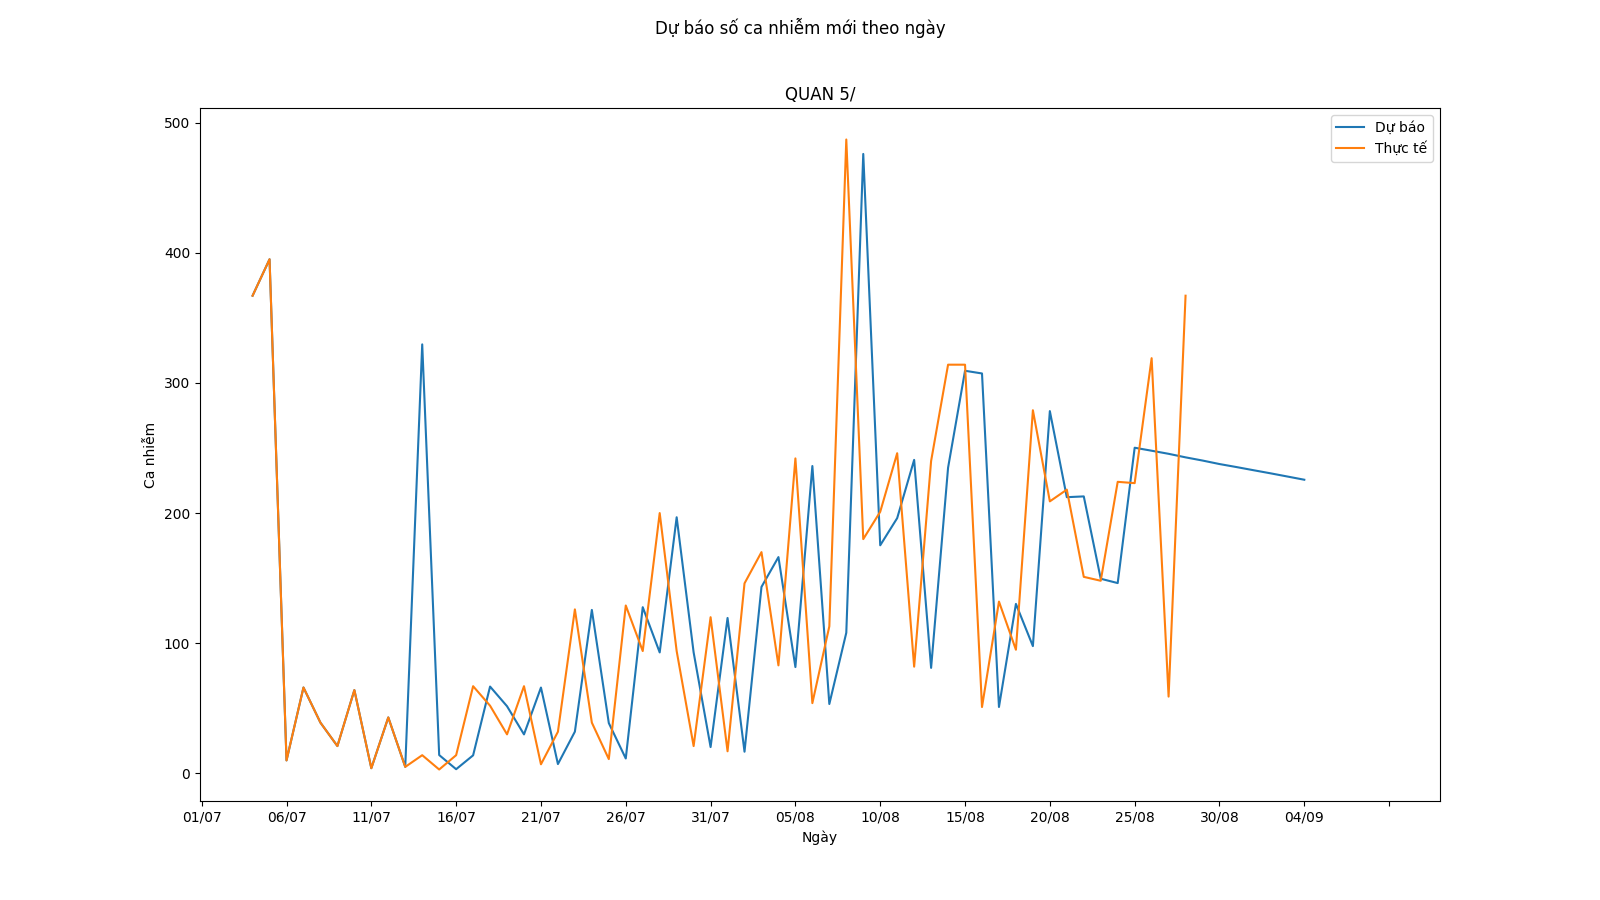 Dự báo số ca nhiễm mới theo ngày
QUAN 5/
Dự báo
Thực tế
500
400
300
200
100
0
Ca nhiễm
01/07 06/07 11/07 16/07 21/07 26/07 31/07 05/08 10/08 15/08 20/08 25/08 30/08 04/09
Ngày